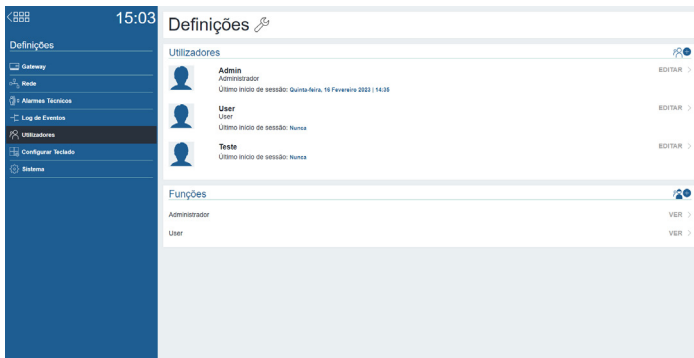 15:03
Definições
Gateway
Rede
Alarmes Técnicos
Log de Eventos
Utilizadores
Configurar Teclado
Sistema
Definições
Utilizadores
Admin
Administrador
Último início de sessão: Quinta-feira, 16 Fevereiro 2023 | 14:35
EDITAR >
User
User
Último início de sessão: Nunca
EDITAR >
Teste
Último início de sessão: Nunca
EDITAR >
Funções
Administrador
VER >
User
VER >